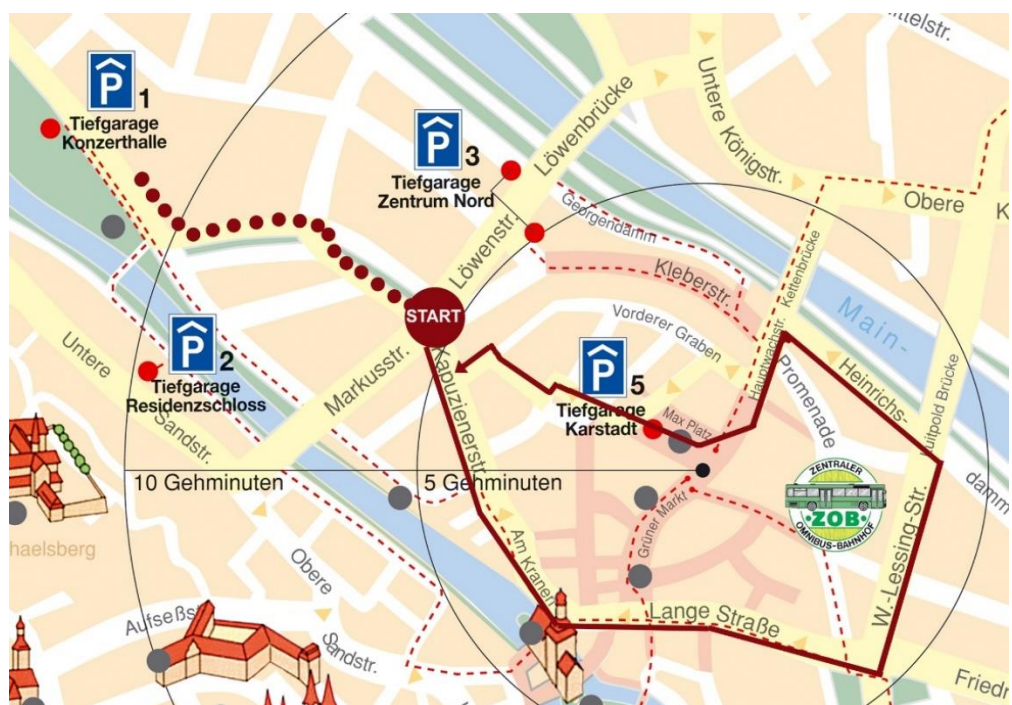 P 1
Tiefgarage
Konzerthalle
P 3
Tiefgarage
Zentrum Nord
Löwenbrücke
Untere Königstr.
Obere
Georgendamm
Löwenstr.
Kleberstr.
Kettenbrücke
Hauptwachstr.
Main-
START
Vorderer Graben
Untere
Sandstr.
P 2
Tiefgarage
Residenzschloss
Markusstr.
Kapuzienerstr.
P 5
Tiefgarage
Karstadt
Max Platz
Promenade
Heinrichs-
damm
Luitpold Brücke
10 Gehminuten
5 Gehminuten
Grüner Markt
ZENTRALER
ZOB
OMNIBUS-BAHNHOF
W.-Lessing-Str.
haelsberg
Am Kranen
Obere
Sandstr.
Lange Straße
Friedr